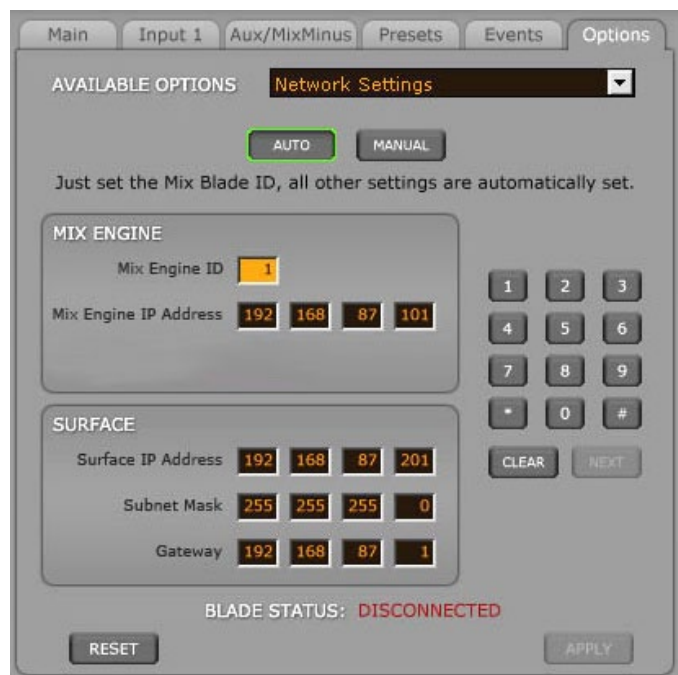 Main Input 1 Aux/MixMinus Presets Events Options
AVAILABLE OPTIONS Network Settings
AUTO MANUAL
Just set the Mix Blade ID, all other settings are automatically set.
MIX ENGINE
Mix Engine ID 1
Mix Engine IP Address 192 168 87 101
1 2 3
4 5 6
7 8 9
* 0 #
CLEAR NEXT
SURFACE
Surface IP Address 192 168 87 201
Subnet Mask 255 255 255 0
Gateway 192 168 87 1
BLADE STATUS: DISCONNECTED
RESET APPLY